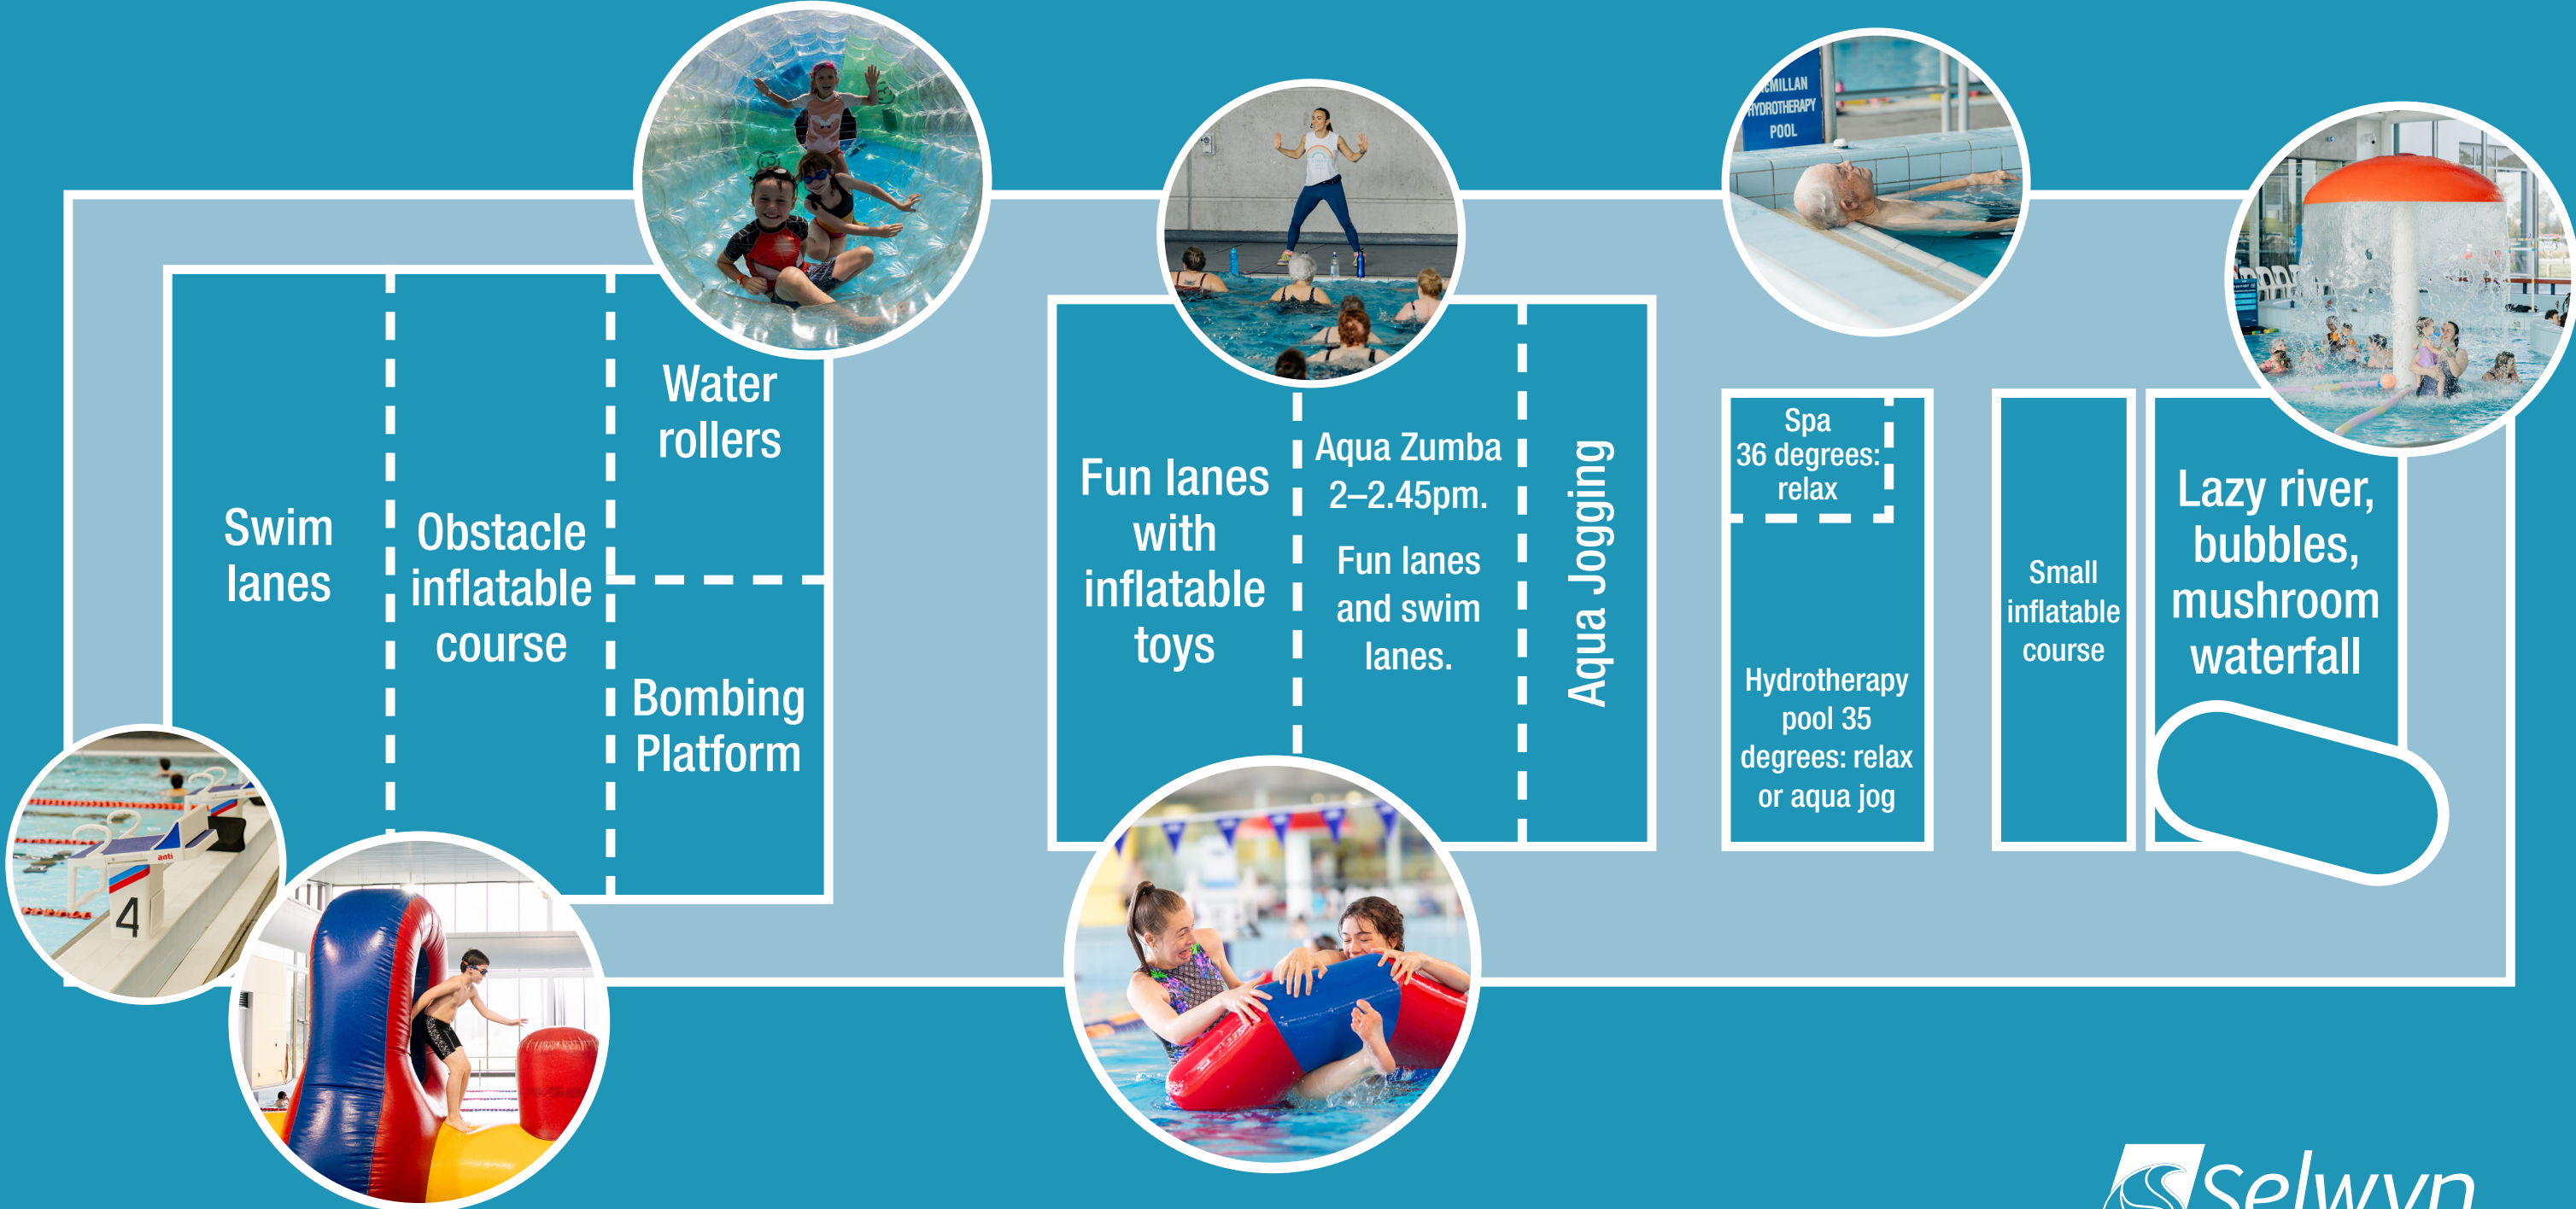 Swim
lanes
Obstacle
inflatable
course
Water
rollers
Bombing
Platform
Fun lanes
with
inflatable
toys
Aqua Zumba
2–2.45pm.
Fun lanes
and swim
lanes.
Aqua Jogging
Spa
36 degrees:
relax
Hydrotherapy
pool 35
degrees: relax
or aqua jog
Small
inflatable
course
Lazy river,
bubbles,
mushroom
waterfall
HYDROTHERAPY
POOL
anti
4
Selwyn